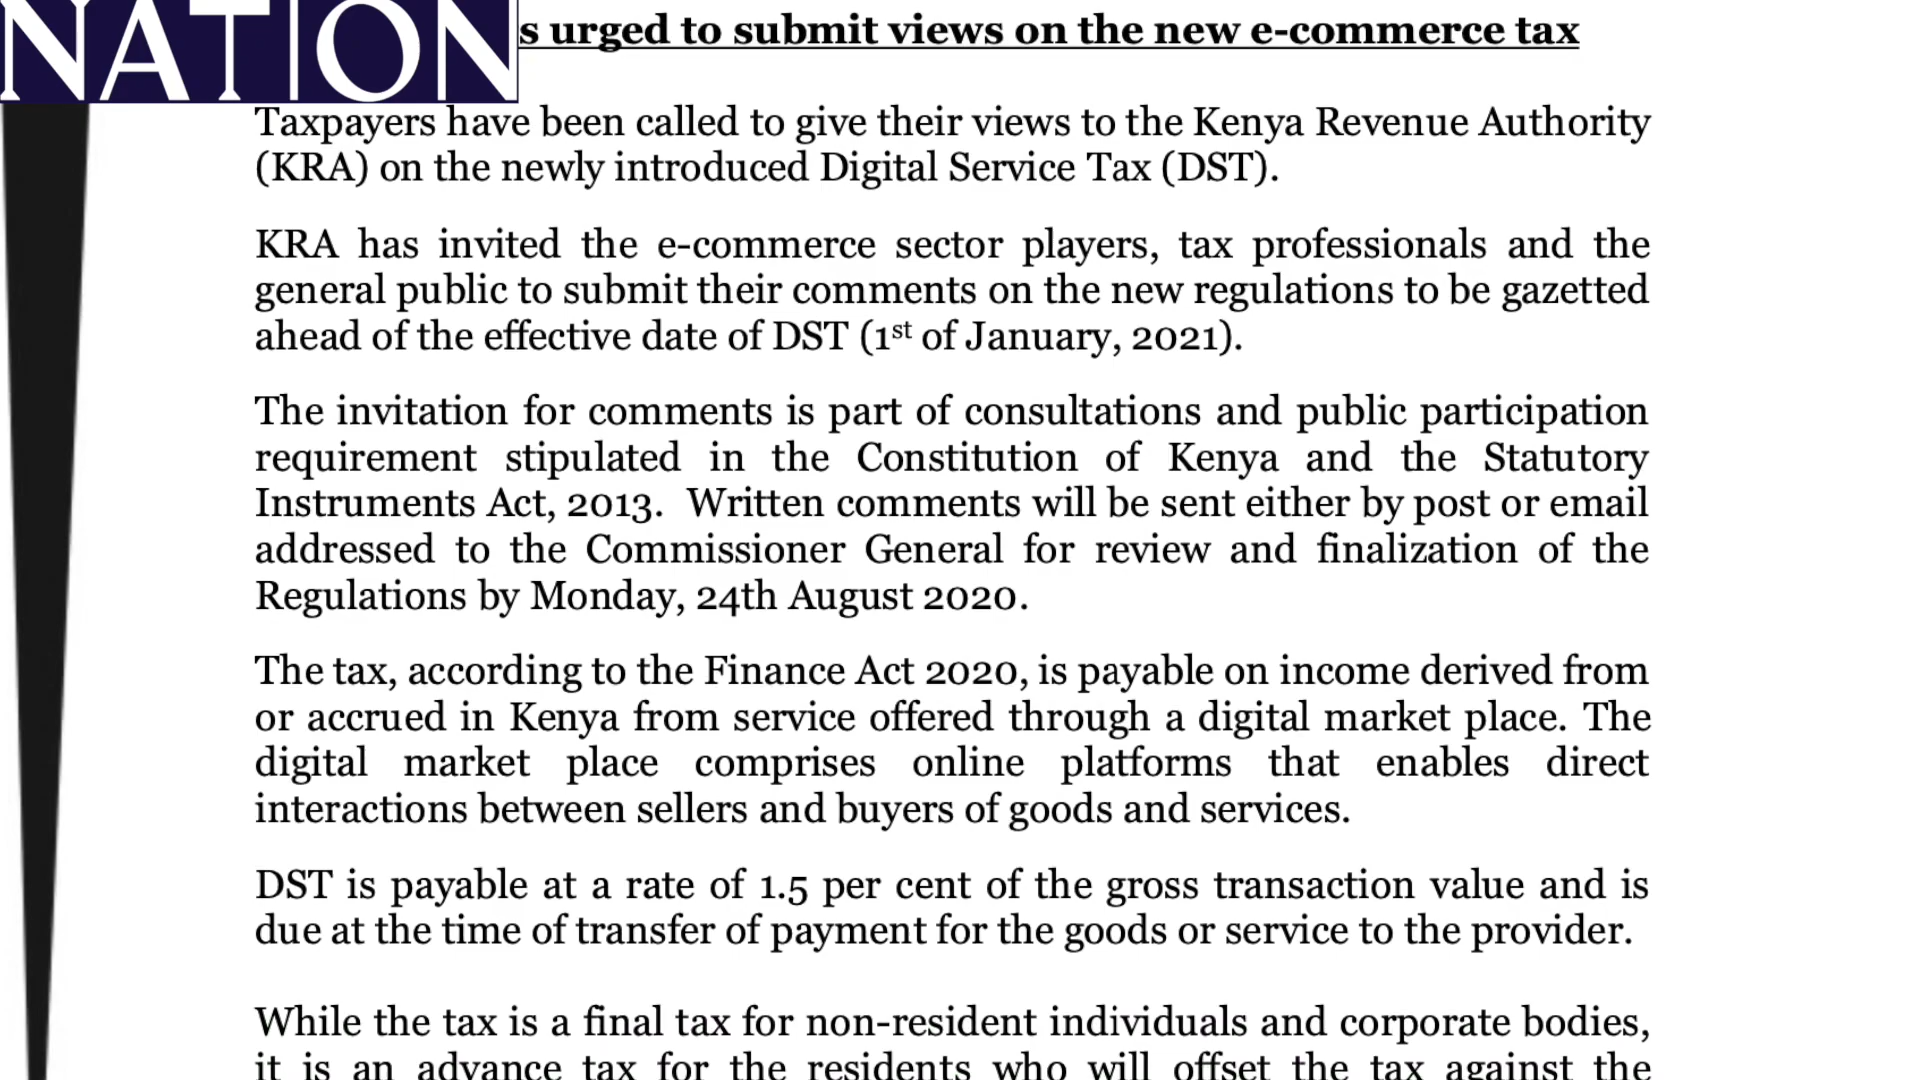 NATION
s urged to submit views on the new e-commerce tax
Taxpayers have been called to give their views to the Kenya Revenue Authority
(KRA) on the newly introduced Digital Service Tax (DST).
KRA has invited the e-commerce sector players, tax professionals and the
general public to submit their comments on the new regulations to be gazetted
ahead of the effective date of DST (1st of January, 2021).
The invitation for comments is part of consultations and public participation
requirement stipulated in the Constitution of Kenya and the Statutory
Instruments Act, 2013. Written comments will be sent either by post or email
addressed to the Commissioner General for review and finalization of the
Regulations by Monday, 24th August 2020.
The tax, according to the Finance Act 2020, is payable on income derived from
or accrued in Kenya from service offered through a digital market place. The
digital market place comprises online platforms that enables direct
interactions between sellers and buyers of goods and services.
DST is payable at a rate of 1.5 per cent of the gross transaction value and is
due at the time of transfer of payment for the goods or service to the provider.
While the tax is a final tax for non-resident individuals and corporate bodies,
it is an advance tax for the residents who will offset the tax against the